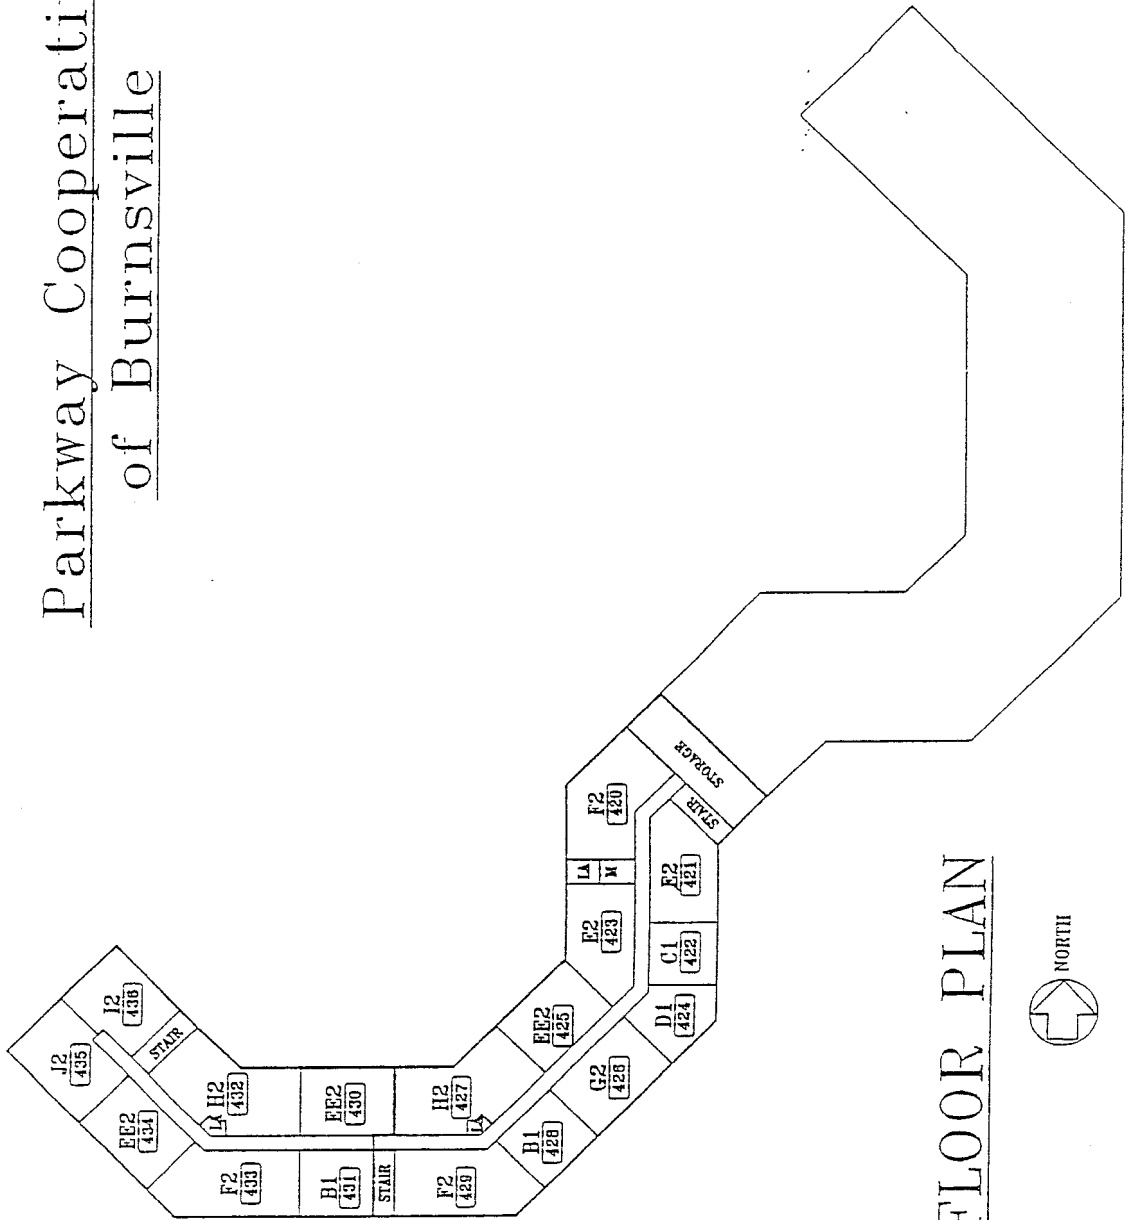 Parkway Cooperati
of Burnsville
J2
435
I2
436
STAIR
EE2
434
H2
432
LA
F2
433
EE2
430
B1
431
STAIR
H2
427
LA
F2
429
B1
428
EE2
425
G2
426
D1
424
E2
423
C1
422
LA
M
F2
420
E2
421
STAIR
STORAGE
FLOOR PLAN
NORTH